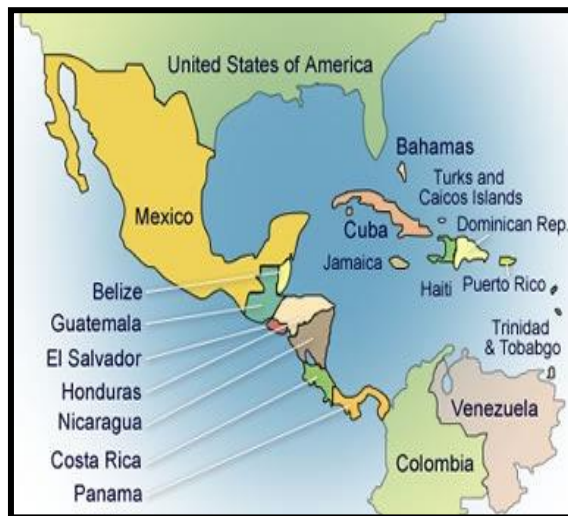 United States of America
Bahamas
Turks and
Caicos Islands
Dominican Rep.
Mexico
Cuba
Jamaica
Haiti
Puerto Rico
Belize
Guatemala
El Salvador
Honduras
Nicaragua
Costa Rica
Panama
Trinidad
& Tobabgo
Venezuela
Colombia